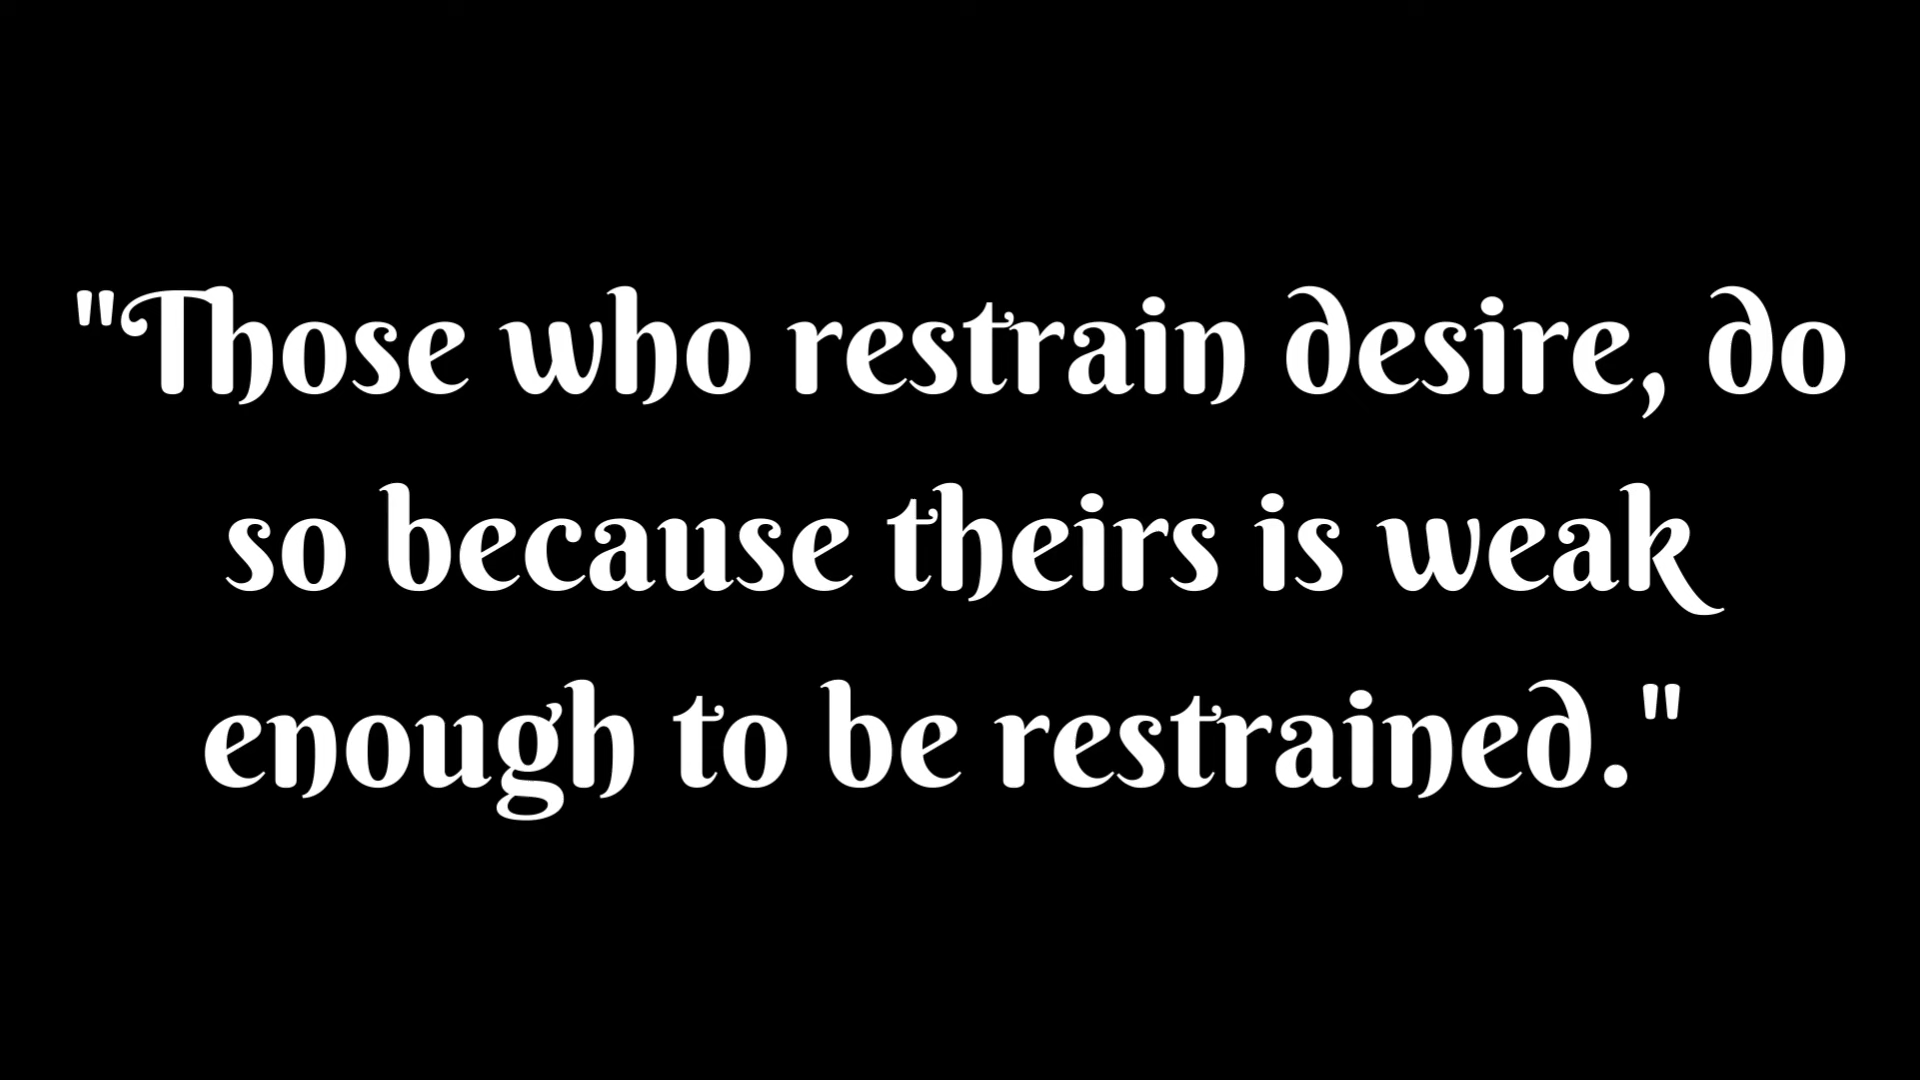 "Those who restrain desire, do
so because theirs is weak
enough to be restrained."